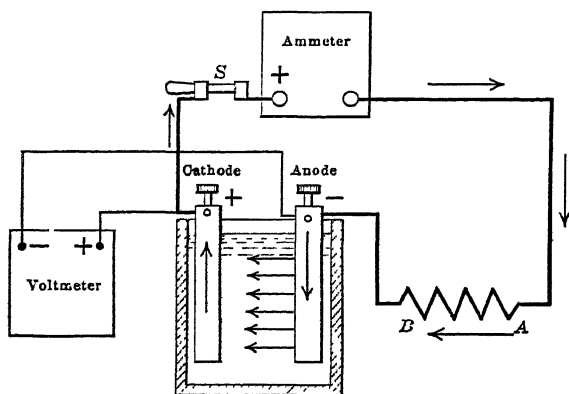 Ammeter
S
+
Cathode
Anode
+
−
− +
Voltmeter
B
A